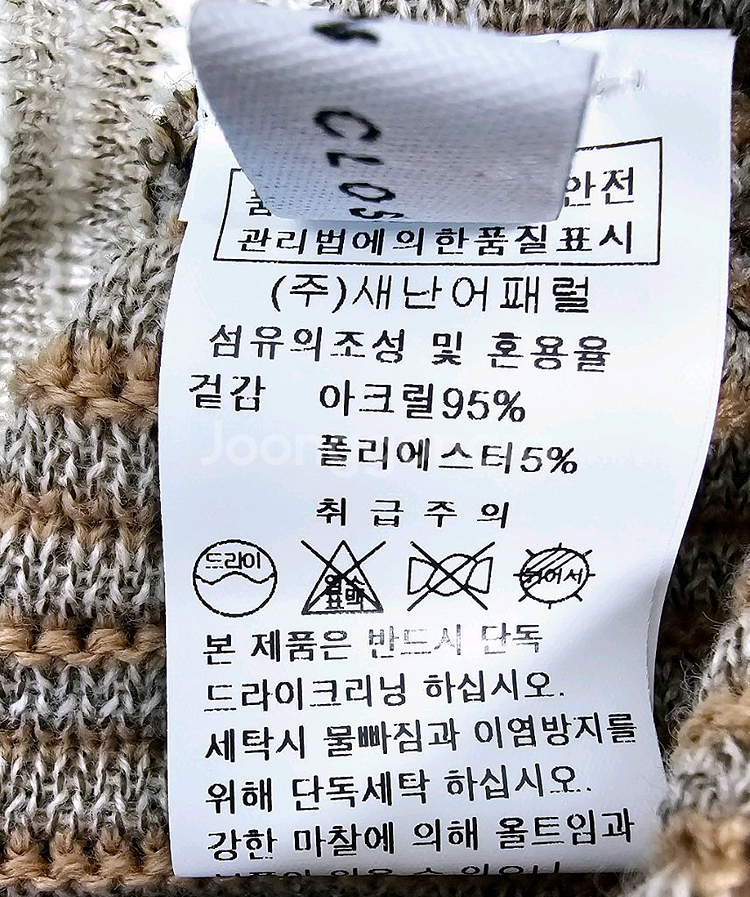 CLOS
안전
관리법에의한품질표시
(주)새난어패럴
섬유의조성 및 혼용율
겉감 아크릴95%
폴리에스터5%
취급주의
드라이 염소 표백 뉘어서
본 제품은 반드시 단독
드라이크리닝 하십시오.
세탁시 물빠짐과 이염방지를
위해 단독세탁 하십시오.
강한 마찰에 의해 올트임과